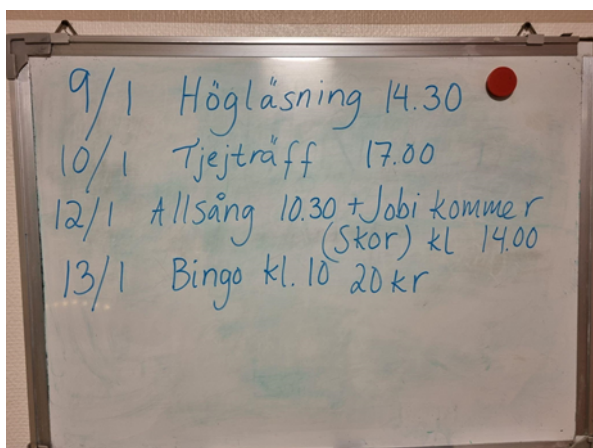 9/1 Högläsning 14.30
10/1 Tjejträff 17.00
12/1 Allsång 10.30 + Jobi kommer
(Skor) kl 14.00
13/1 Bingo kl. 10 20 kr